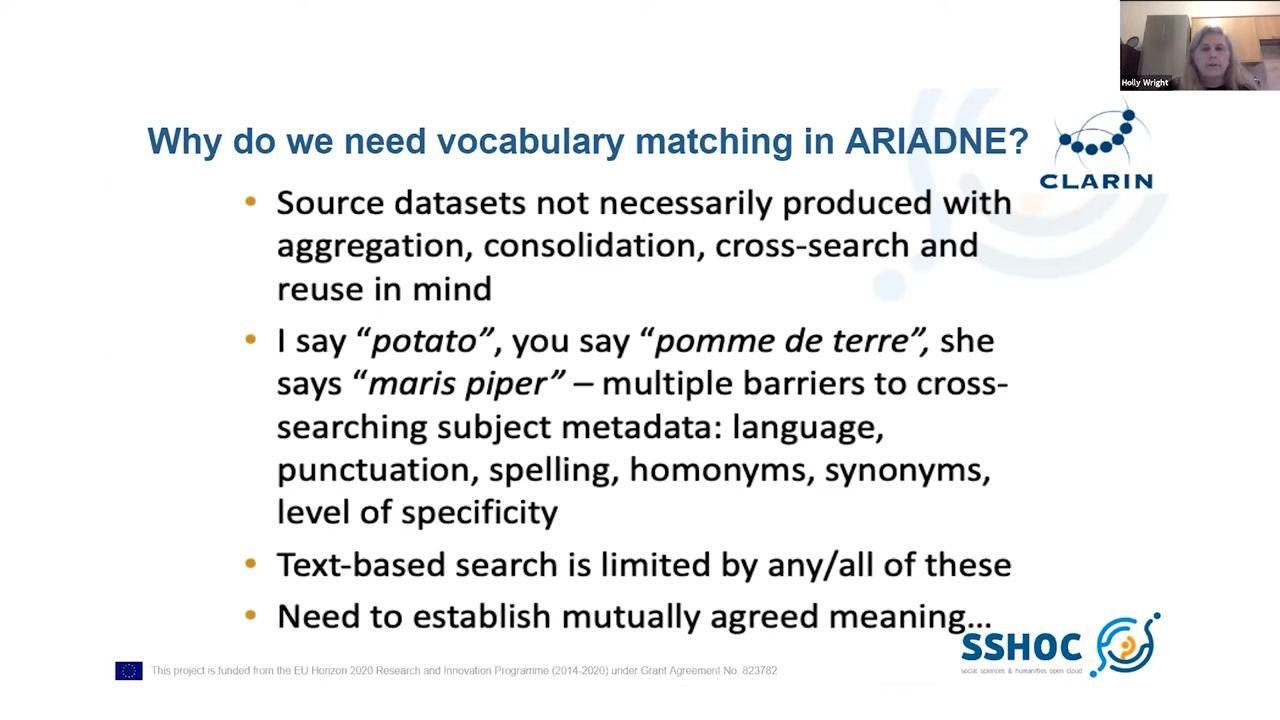 Holly Wright
Why do we need vocabulary matching in ARIADNE?
CLARIN
• Source datasets not necessarily produced with
aggregation, consolidation, cross-search and
reuse in mind
• I say “potato”, you say “pomme de terre”, she
says “maris piper” – multiple barriers to cross-
searching subject metadata: language,
punctuation, spelling, homonyms, synonyms,
level of specificity
• Text-based search is limited by any/all of these
• Need to establish mutually agreed meaning…
SSHOC
social sciences & humanities open cloud
This project is funded from the EU Horizon 2020 Research and Innovation Programme (2014-2020) under Grant Agreement No. 823782